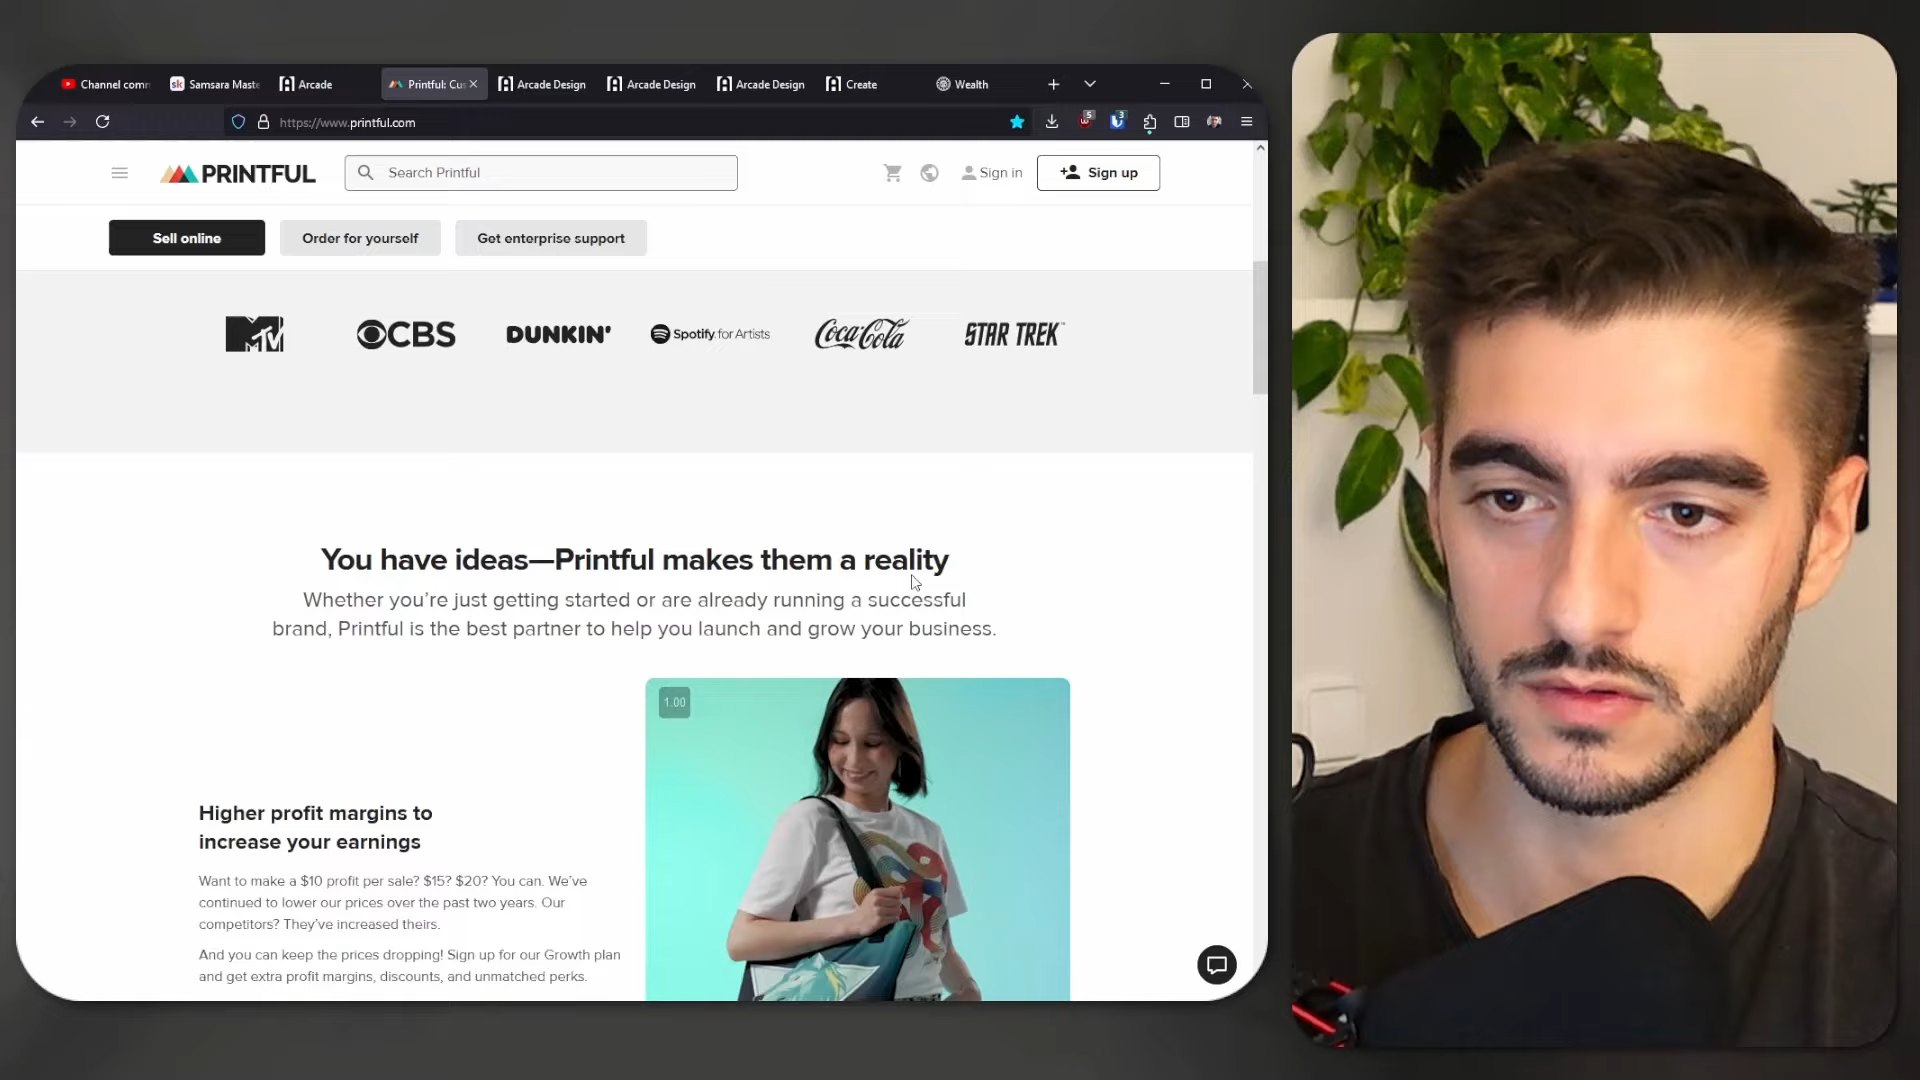 Channel comm
sk Samsara Maste
Arcade
Printful: Cus
Arcade Design
Arcade Design
Arcade Design
Create
Wealth
https://www.printful.com
5
3
PRINTFUL
Search Printful
Sign in
Sign up
Sell online
Order for yourself
Get enterprise support
MTV
CBS
DUNKIN'
Spotify for Artists
Coca-Cola
STAR TREK™
You have ideas—Printful makes them a reality
Whether you're just getting started or are already running a successful
brand, Printful is the best partner to help you launch and grow your business.
1.00
Higher profit margins to
increase your earnings
Want to make a $10 profit per sale? $15? $20? You can. We've
continued to lower our prices over the past two years. Our
competitors? They've increased theirs.
And you can keep the prices dropping! Sign up for our Growth plan
and get extra profit margins, discounts, and unmatched perks.